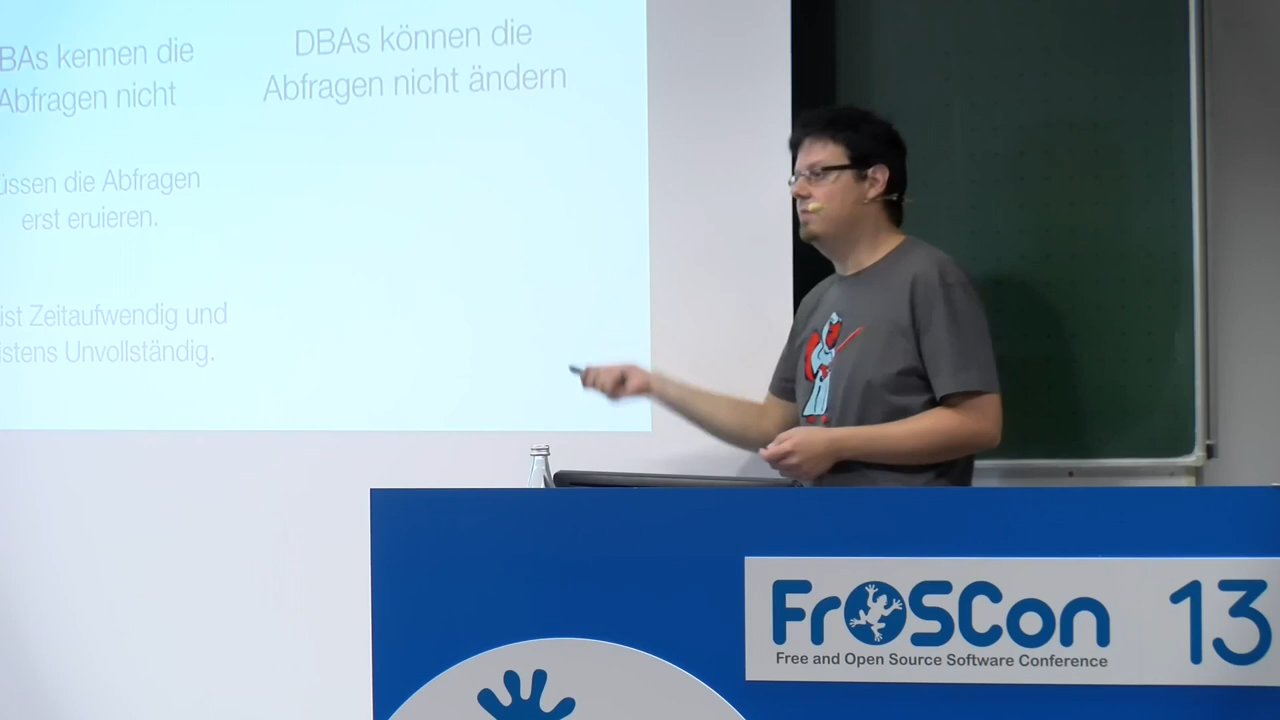 BAs kennen die
Abfragen nicht
üssen die Abfragen
erst eruieren.
ist Zeitaufwendig und
istens Unvollständig.
DBAs können die
Abfragen nicht ändern
FrOSCon 13
Free and Open Source Software Conference